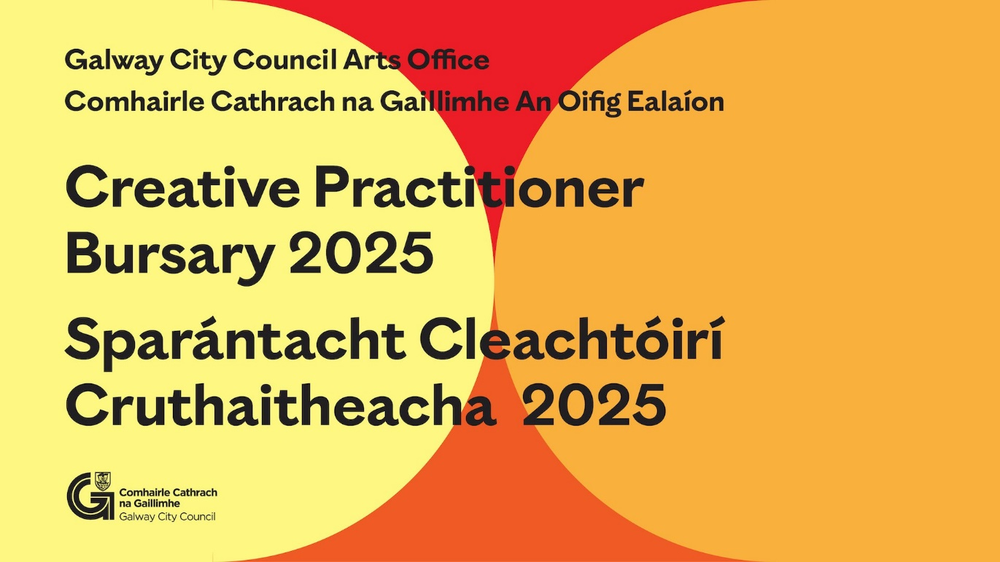 Galway City Council Arts Office
Comhairle Cathrach na Gaillimhe An Oifig Ealaíon
Creative Practitioner
Bursary 2025
Sparántacht Cleachtóirí
Cruthaitheacha 2025
Comhairle Cathrach
na Gaillimhe
Galway City Council